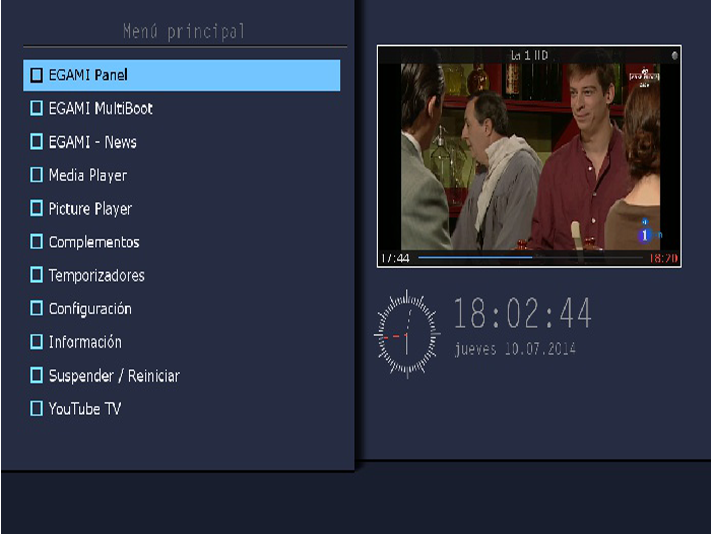 Menú principal
EGAMI Panel
EGAMI MultiBoot
EGAMI - News
Media Player
Picture Player
Complementos
Temporizadores
Configuración
Información
Suspender / Reiniciar
YouTube TV
La 1 HD
1
17:44
18:20
18:02:44
jueves 10.07.2014